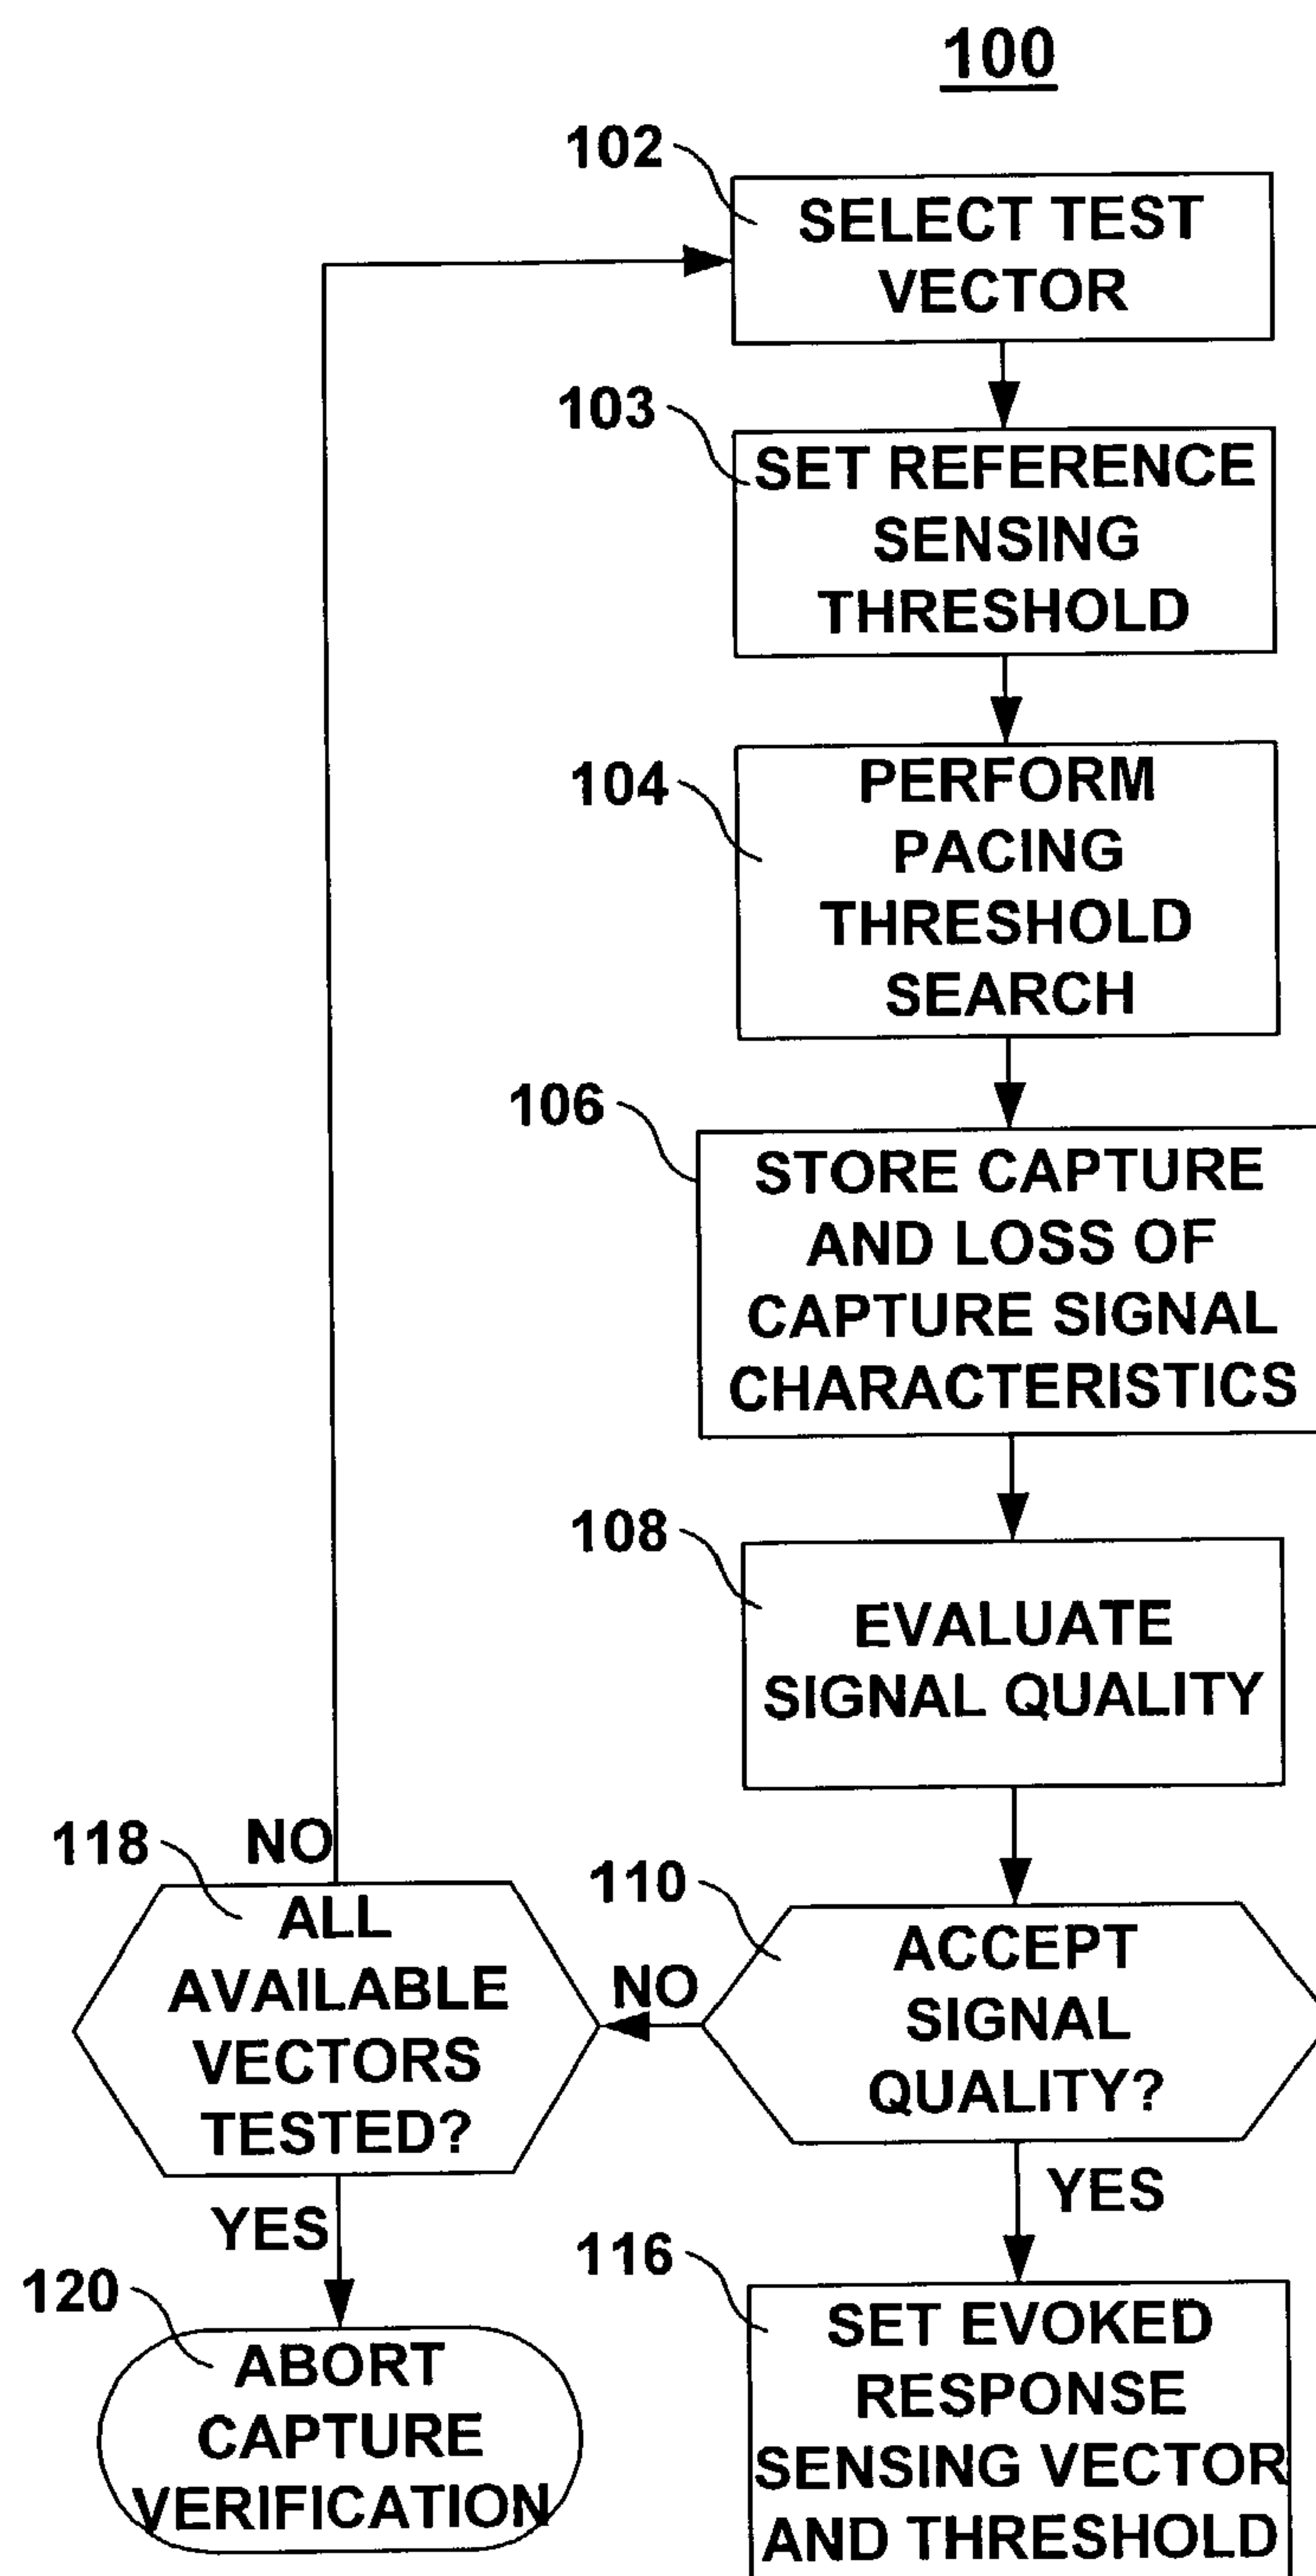 100
102
SELECT TEST
VECTOR
103
SET REFERENCE
SENSING
THRESHOLD
104
PERFORM
PACING
THRESHOLD
SEARCH
106
STORE CAPTURE
AND LOSS OF
CAPTURE SIGNAL
CHARACTERISTICS
108
EVALUATE
SIGNAL QUALITY
110
ACCEPT
SIGNAL
QUALITY?
NO
YES
118
NO
ALL
AVAILABLE
VECTORS
TESTED?
YES
116
SET EVOKED
RESPONSE
SENSING VECTOR
AND THRESHOLD
120
ABORT
CAPTURE
VERIFICATION